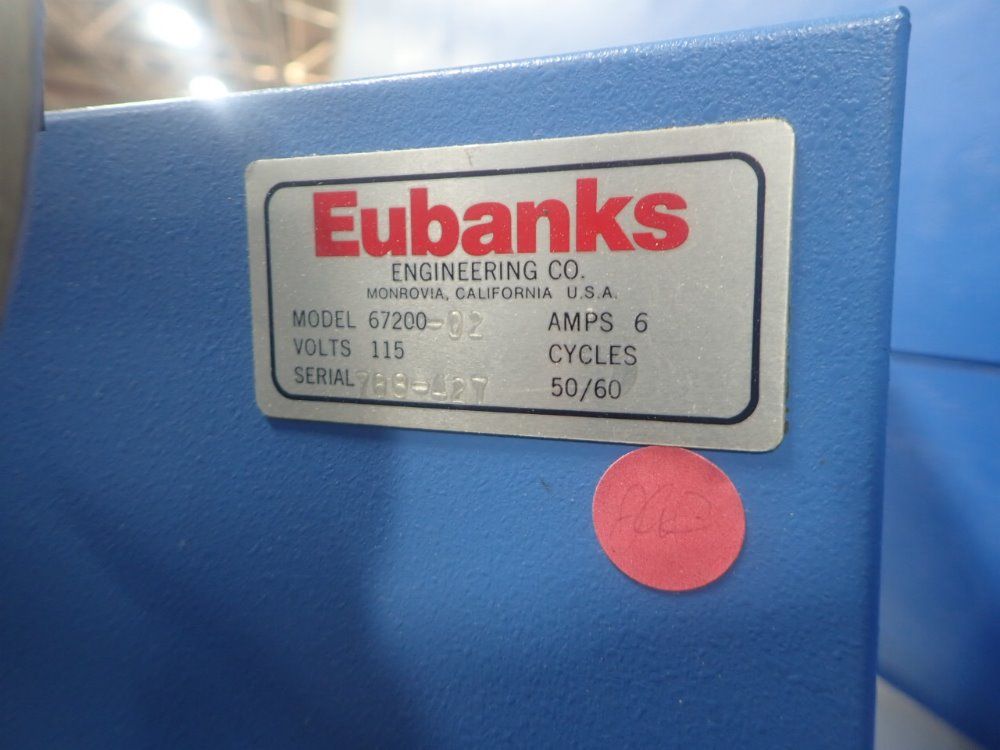 Eubanks
ENGINEERING CO.
MONROVIA, CALIFORNIA U.S.A.
MODEL 67200-02 AMPS 6
VOLTS 115 CYCLES
SERIAL 50/60